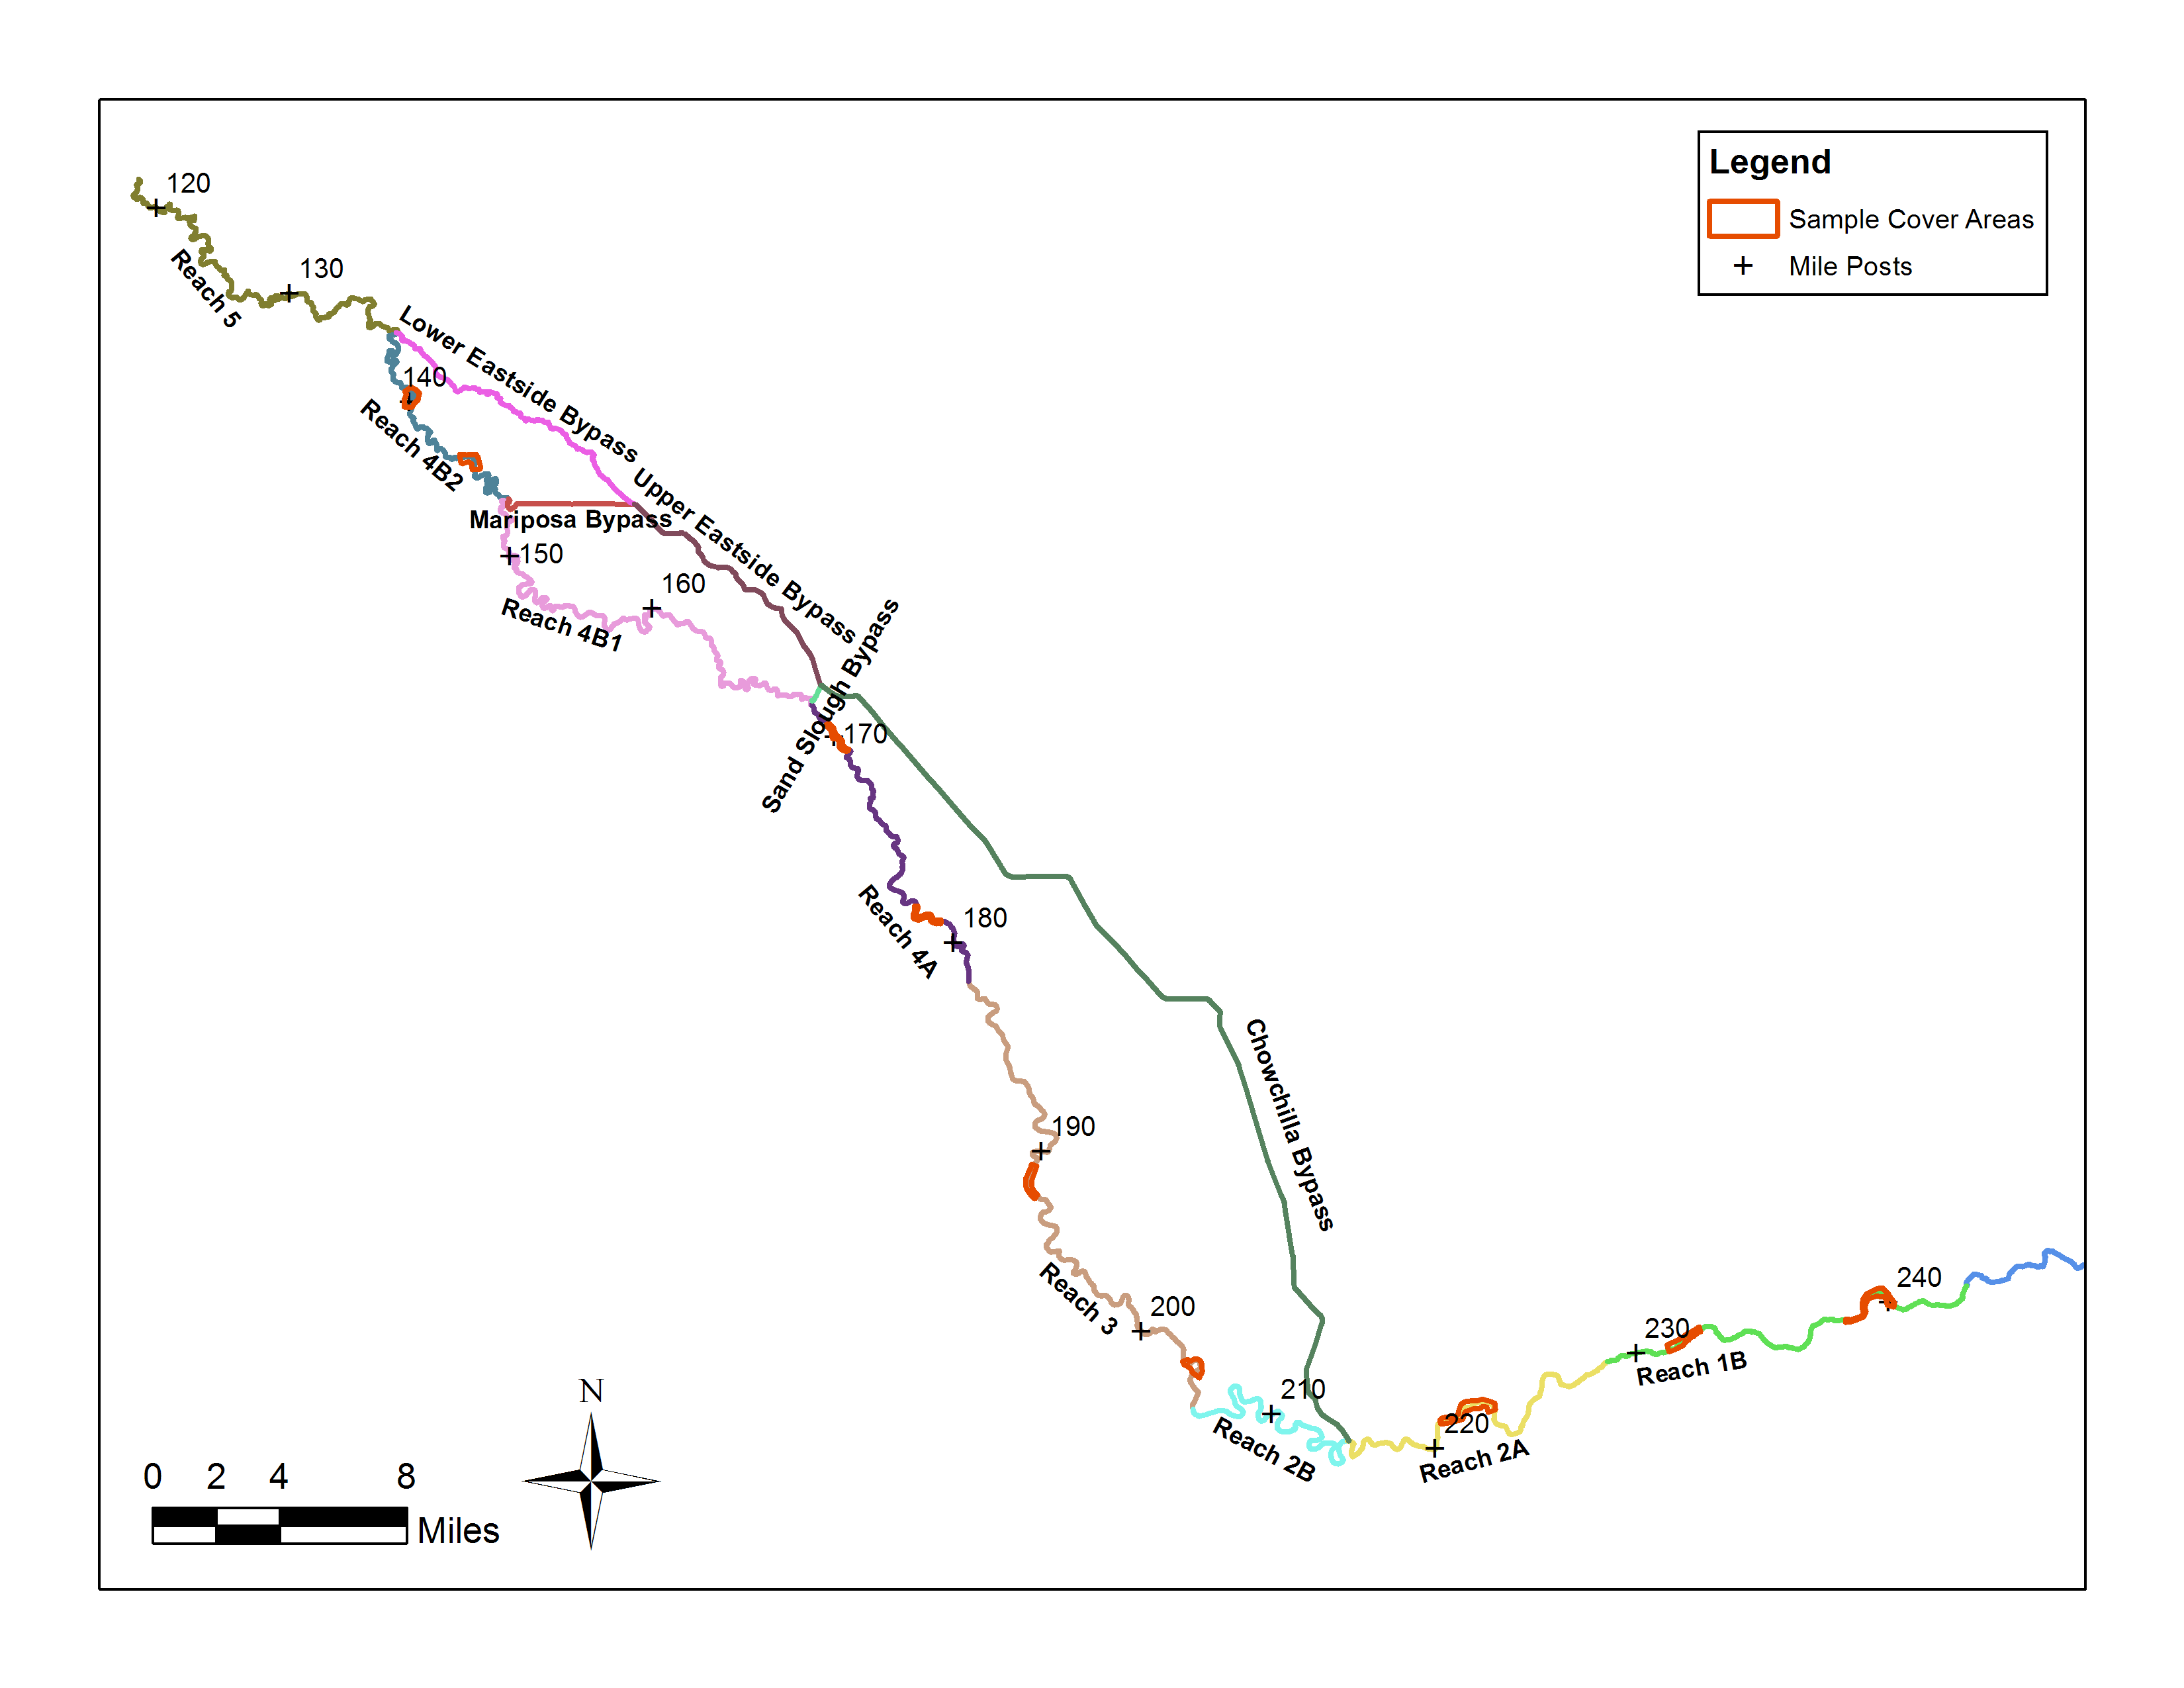 Legend
Sample Cover Areas
Mile Posts
120
Reach 5
130
Lower Eastside Bypass
140
Reach 4B2
Upper Eastside Bypass
Mariposa Bypass
150
160
Reach 4B1
Sand Slough Bypass
170
180
Reach 4A
Chowchilla Bypass
190
200
Reach 3
210
Reach 2B
220
Reach 2A
230
Reach 1B
240
N
0 2 4 8
Miles